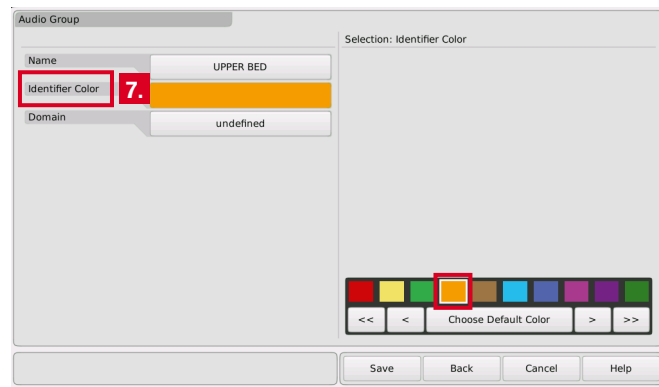 Audio Group
Selection: Identifier Color
Name
UPPER BED
Identifier Color
7.
Domain
undefined
<< < Choose Default Color > >>
Save Back Cancel Help